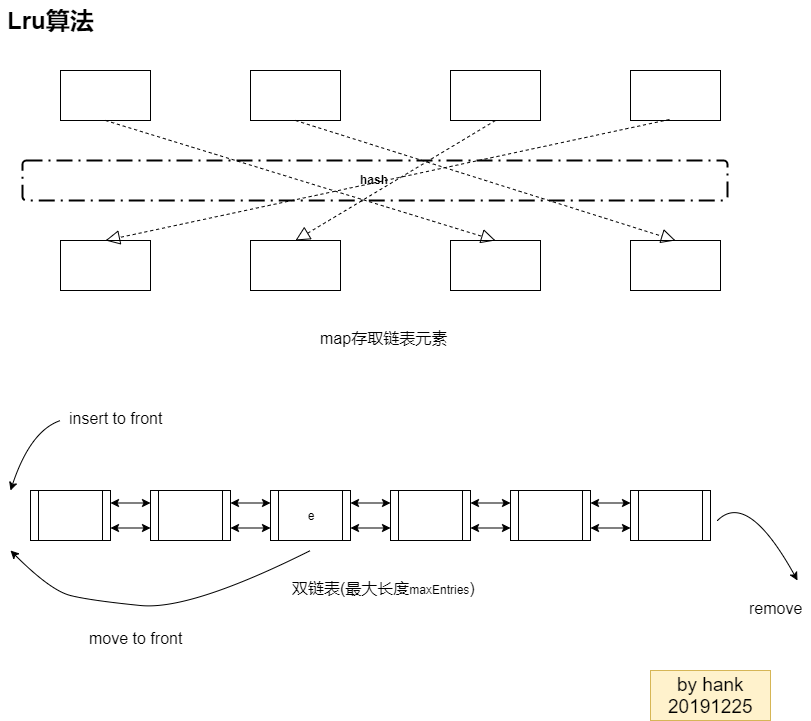 Lru算法
hash
map存取链表元素
insert to front
e
双链表(最大长度maxEntries)
remove
move to front
by hank
20191225